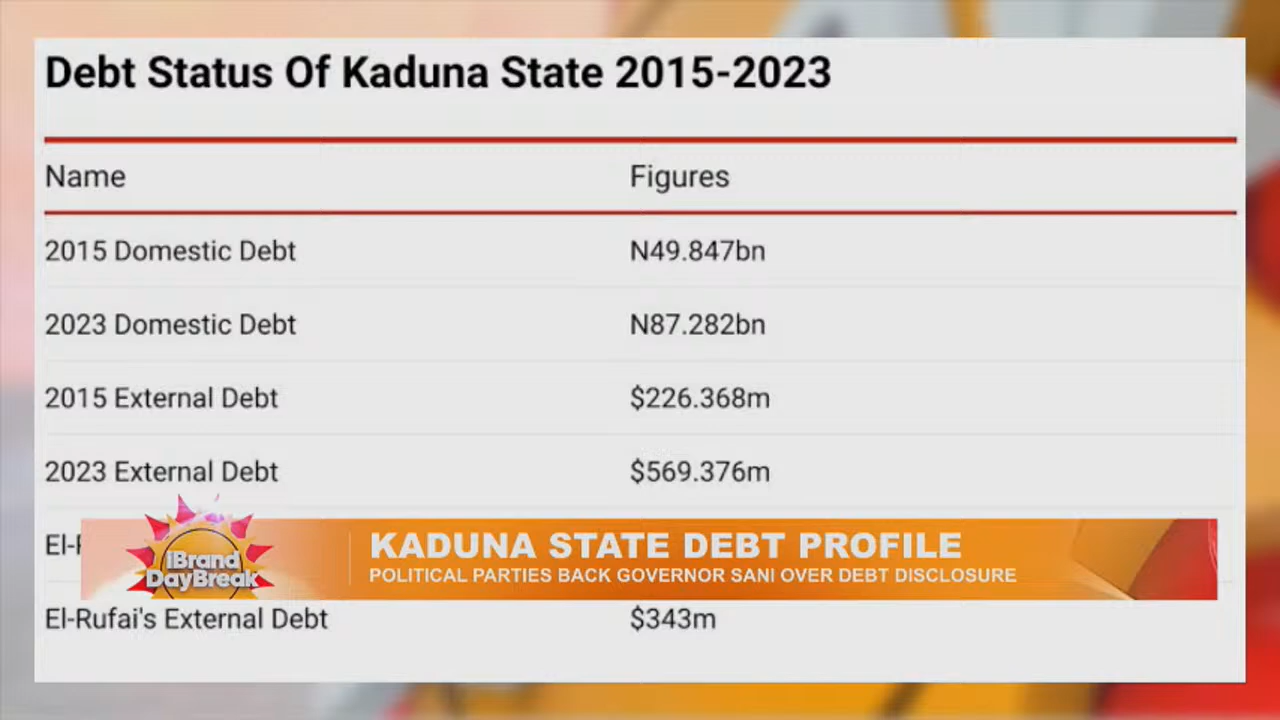 Debt Status Of Kaduna State 2015-2023
Name Figures
2015 Domestic Debt N49.847bn
2023 Domestic Debt N87.282bn
2015 External Debt $226.368m
2023 External Debt $569.376m
iBrand
DayBreak
KADUNA STATE DEBT PROFILE
POLITICAL PARTIES BACK GOVERNOR SANI OVER DEBT DISCLOSURE
El-Rufai's External Debt $343m